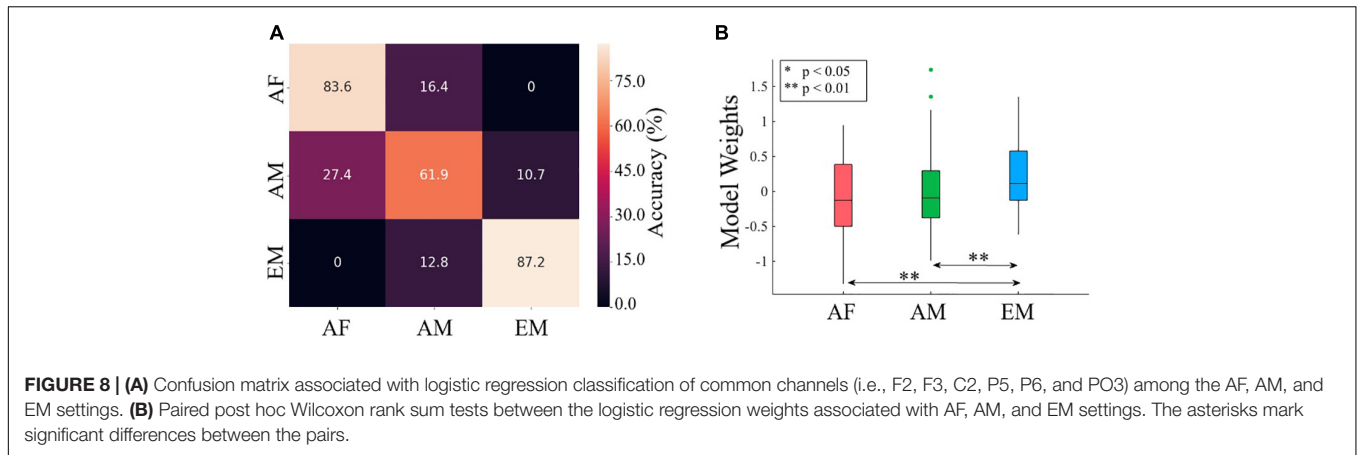 A
AF
83.6
16.4
0
AM
27.4
61.9
10.7
EM
0
12.8
87.2
AF
AM
EM
75.0
60.0
45.0
30.0
15.0
0.0
Accuracy (%)
B
* p < 0.05
** p < 0.01
Model Weights
1.5
1
0.5
0
-0.5
-1
**
**
AF
AM
EM
FIGURE 8 | (A) Confusion matrix associated with logistic regression classification of common channels (i.e., F2, F3, C2, P5, P6, and PO3) among the AF, AM, and
EM settings. (B) Paired post hoc Wilcoxon rank sum tests between the logistic regression weights associated with AF, AM, and EM settings. The asterisks mark
significant differences between the pairs.